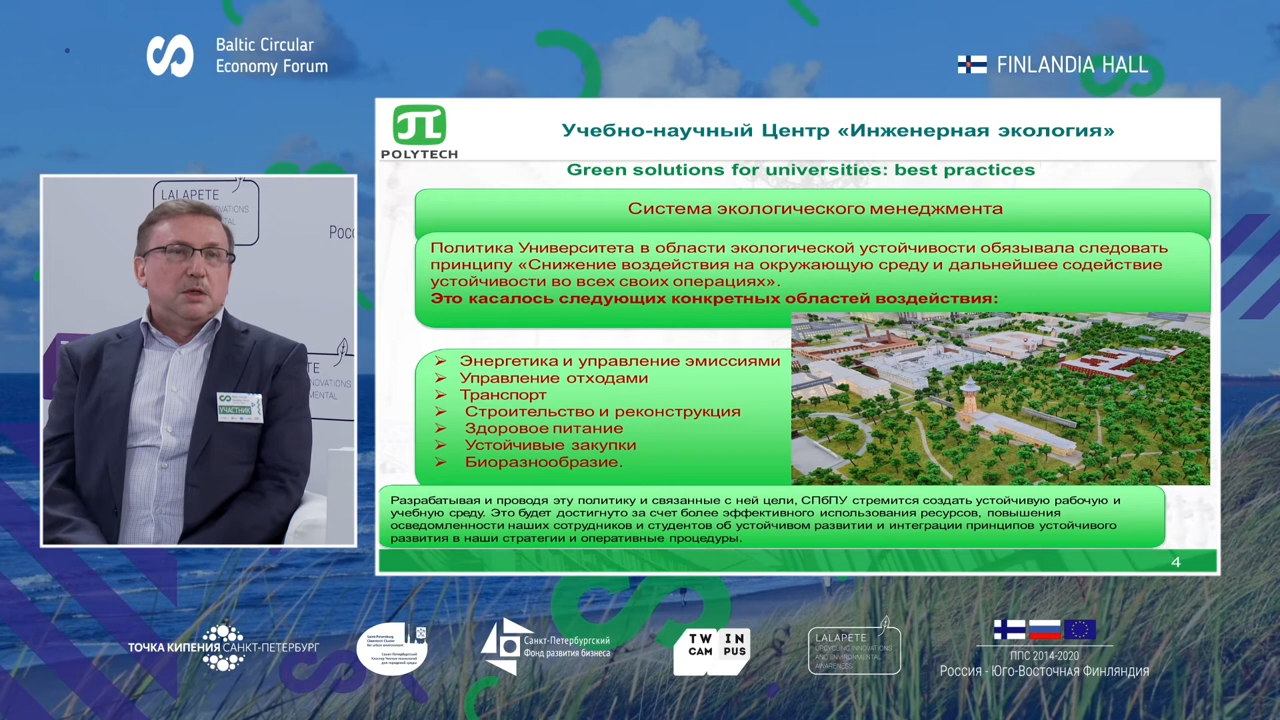 Baltic Circular
Economy Forum
FINLANDIA HALL
POLYTECH
Учебно-научный Центр «Инженерная экология»
Green solutions for universities: best practices
Система экологического менеджмента
Политика Университета в области экологической устойчивости обязывала следовать
принципу «Снижение воздействия на окружающую среду и дальнейшее содействие
устойчивости во всех своих операциях».
Это касалось следующих конкретных областей воздействия:
Энергетика и управление эмиссиями
Управление отходами
Транспорт
Строительство и реконструкция
Здоровое питание
Устойчивые закупки
Биоразнообразие.
Разрабатывая и проводя эту политику и связанные с ней цели, СПбПУ стремится создать устойчивую рабочую и
учебную среду. Это будет достигнуто за счет более эффективного использования ресурсов, повышения
осведомленности наших сотрудников и студентов об устойчивом развитии и интеграции принципов устойчивого
развития в наши стратегии и оперативные процедуры.
4
LALAPETE
УЧАСТНИК
ТОЧКА КИПЕНИЯ САНКТ-ПЕТЕРБУРГ
Санкт-Петербургский
Фонд развития бизнеса
TW IN
CAM PUS
LALAPETE
UPCYCLING INNOVATIONS
AND ENVIRONMENTAL
AWARENESS
ППС 2014-2020
Россия - Юго-Восточная Финляндия